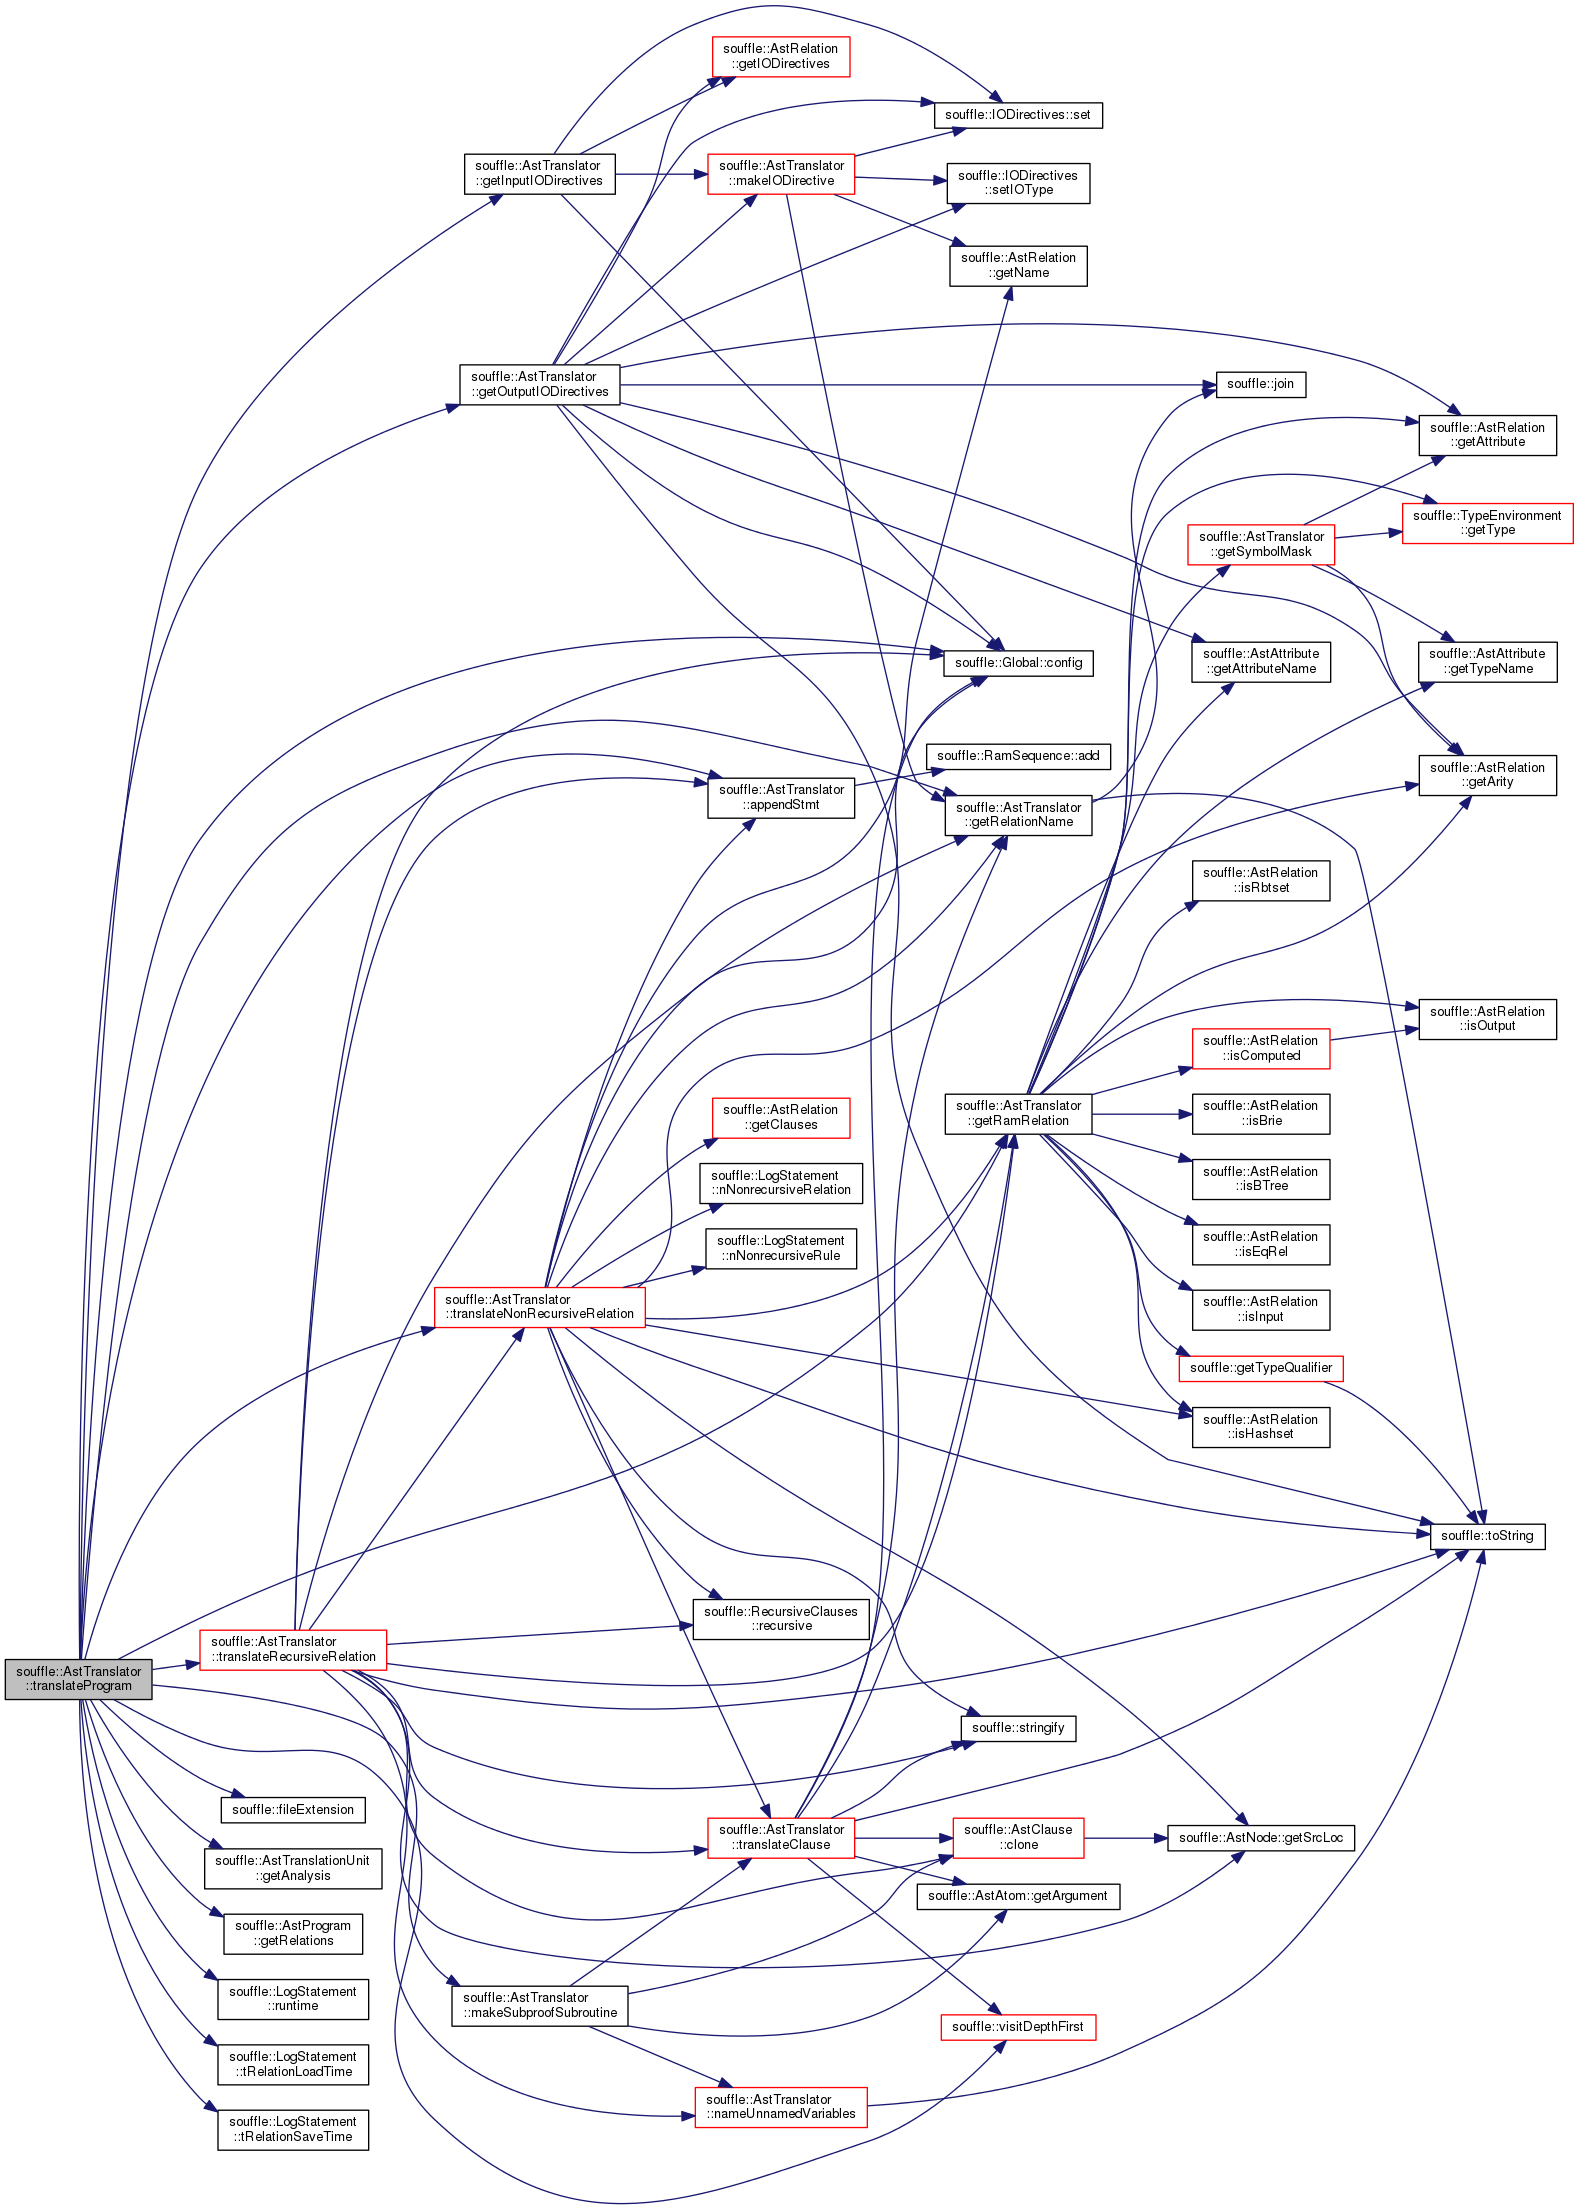 souffle::AstRelation
::getIODirectives
souffle::IODirectives::set
souffle::AstTranslator
::getInputIODirectives
souffle::AstTranslator
::makeIODirective
souffle::IODirectives
::setIOType
souffle::AstRelation
::getName
souffle::AstTranslator
::getOutputIODirectives
souffle::join
souffle::AstRelation
::getAttribute
souffle::TypeEnvironment
::getType
souffle::AstTranslator
::getSymbolMask
souffle::Global::config
souffle::AstAttribute
::getAttributeName
souffle::AstAttribute
::getTypeName
souffle::RamSequence::add
souffle::AstTranslator
::appendStmt
souffle::AstTranslator
::getRelationName
souffle::AstRelation
::getArity
souffle::AstRelation
::isRbtset
souffle::AstRelation
::isOutput
souffle::AstRelation
::isComputed
souffle::AstTranslator
::getRamRelation
souffle::AstRelation
::isBrie
souffle::AstRelation
::getClauses
souffle::AstRelation
::isBTree
souffle::LogStatement
::nNonrecursiveRelation
souffle::LogStatement
::nNonrecursiveRule
souffle::AstRelation
::isEqRel
souffle::AstTranslator
::translateNonRecursiveRelation
souffle::AstRelation
::isInput
souffle::getTypeQualifier
souffle::AstRelation
::isHashset
souffle::toString
souffle::RecursiveClauses
::recursive
souffle::AstTranslator
::translateRecursiveRelation
souffle::AstTranslator
::translateProgram
souffle::stringify
souffle::fileExtension
souffle::AstTranslator
::translateClause
souffle::AstClause
::clone
souffle::AstNode::getSrcLoc
souffle::AstTranslationUnit
::getAnalysis
souffle::AstAtom::getArgument
souffle::AstProgram
::getRelations
souffle::LogStatement
::runtime
souffle::AstTranslator
::makeSubproofSubroutine
souffle::visitDepthFirst
souffle::LogStatement
::tRelationLoadTime
souffle::AstTranslator
::nameUnnamedVariables
souffle::LogStatement
::tRelationSaveTime